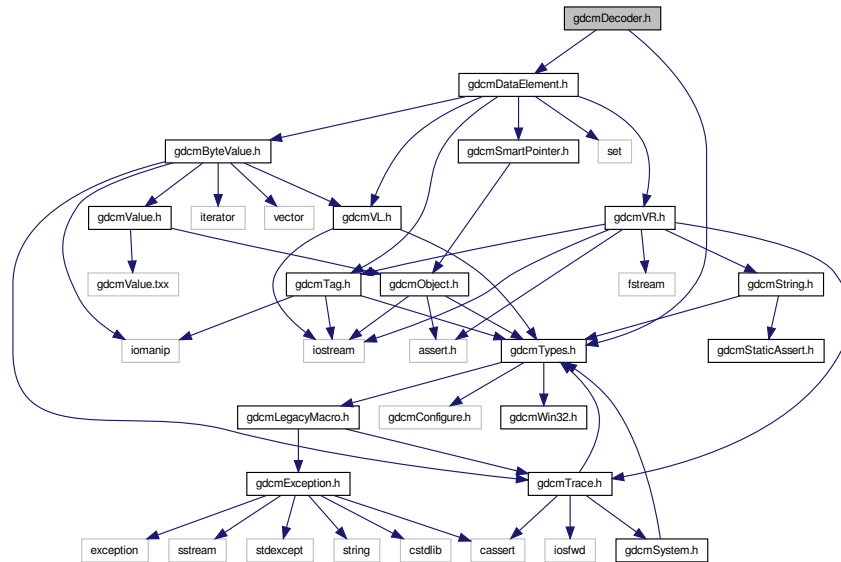 gdcmDecoder.h
gdcmDataElement.h
gdcmByteValue.h
gdcmSmartPointer.h
set
gdcmValue.h
iterator
vector
gdcmVL.h
gdcmVR.h
gdcmValue.txx
gdcmTag.h
gdcmObject.h
fstream
gdcmString.h
iomanip
iostream
assert.h
gdcmTypes.h
gdcmStaticAssert.h
gdcmLegacyMacro.h
gdcmConfigure.h
gdcmWin32.h
gdcmException.h
gdcmTrace.h
exception
sstream
stdexcept
string
cstdlib
cassert
iosfwd
gdcmSystem.h